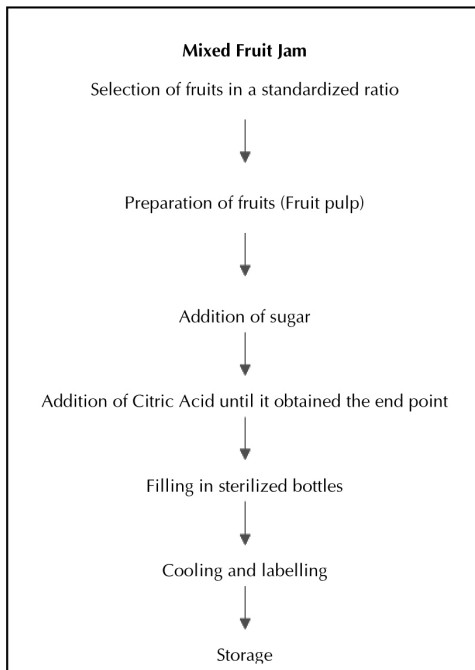 Mixed Fruit Jam
Selection of fruits in a standardized ratio
Preparation of fruits (Fruit pulp)
Addition of sugar
Addition of Citric Acid until it obtained the end point
Filling in sterilized bottles
Cooling and labelling
Storage